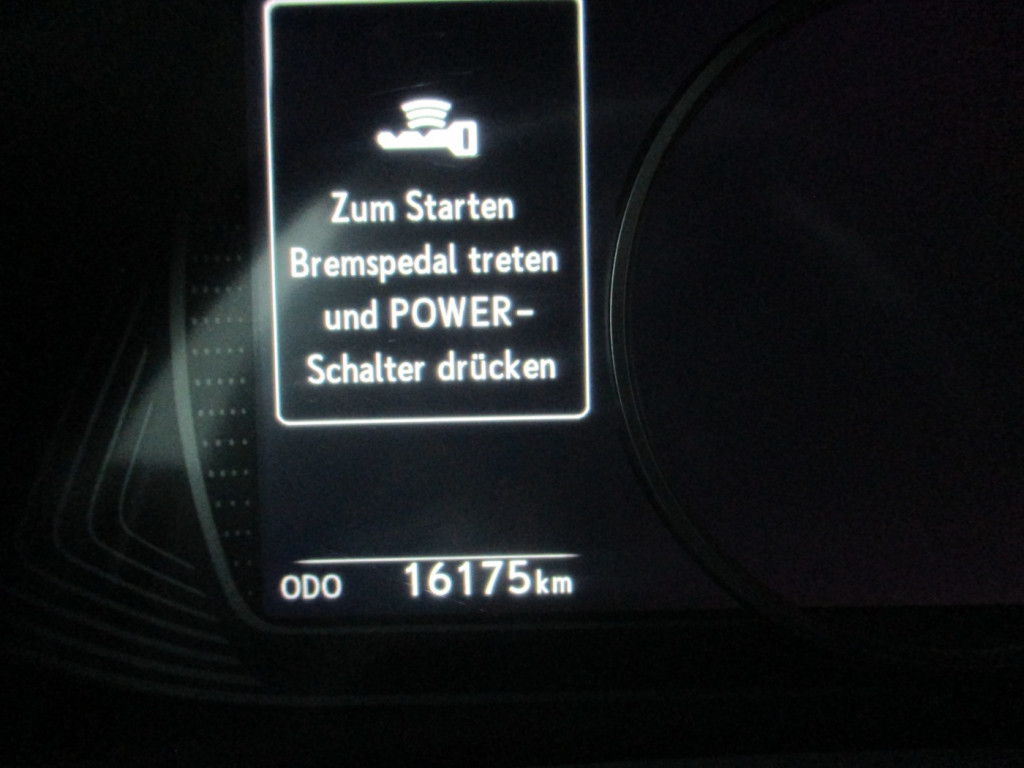 Zum Starten
Bremspedal treten
und POWER-
Schalter drücken
ODO 16175km